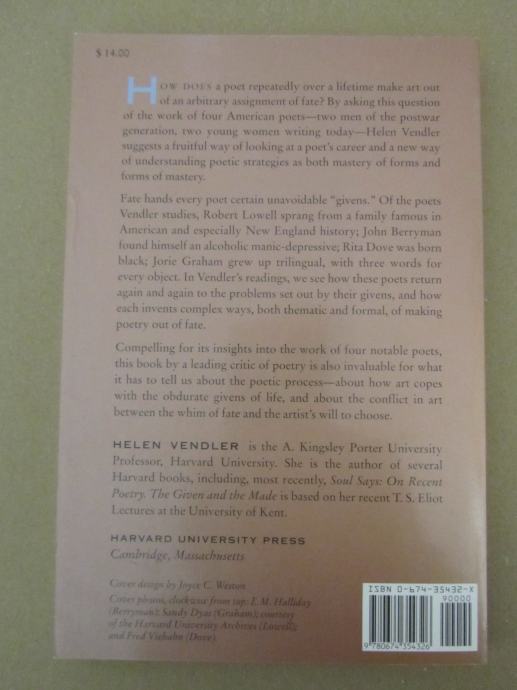 $ 14.00
HOW DOES a poet repeatedly over a lifetime make art out
of an arbitrary assignment of fate? By asking this question
of the work of four American poets—two men of the postwar
generation, two young women writing today—Helen Vendler
suggests a fruitful way of looking at a poet's career and a new way
of understanding poetic strategies as both mastery of forms and
forms of mastery.
Fate hands every poet certain unavoidable "givens." Of the poets
Vendler studies, Robert Lowell sprang from a family famous in
American and especially New England history; John Berryman
found himself an alcoholic manic-depressive; Rita Dove was born
black; Jorie Graham grew up trilingual, with three words for
every object. In Vendler's readings, we see how these poets return
again and again to the problems set out by their givens, and how
each invents complex ways, both thematic and formal, of making
poetry out of fate.
Compelling for its insights into the work of four notable poets,
this book by a leading critic of poetry is also invaluable for what
it has to tell us about the poetic process—about how art copes
with the obdurate givens of life, and about the conflict in art
between the whim of fate and the artist's will to choose.
HELEN VENDLER is the A. Kingsley Porter University
Professor, Harvard University. She is the author of several
Harvard books, including, most recently, Soul Says: On Recent
Poetry. The Given and the Made is based on her recent T. S. Eliot
Lectures at the University of Kent.
HARVARD UNIVERSITY PRESS
Cambridge, Massachusetts
Cover design by Joyce C. Weston
Cover photos, clockwise from top: E. M. Halliday
(Berryman); Sandy Dyas (Graham); courtesy
of the Harvard University Archives (Lowell);
and Fred Viebahn (Dove)
ISBN 0-674-35432-X
90000
9 780674 354326